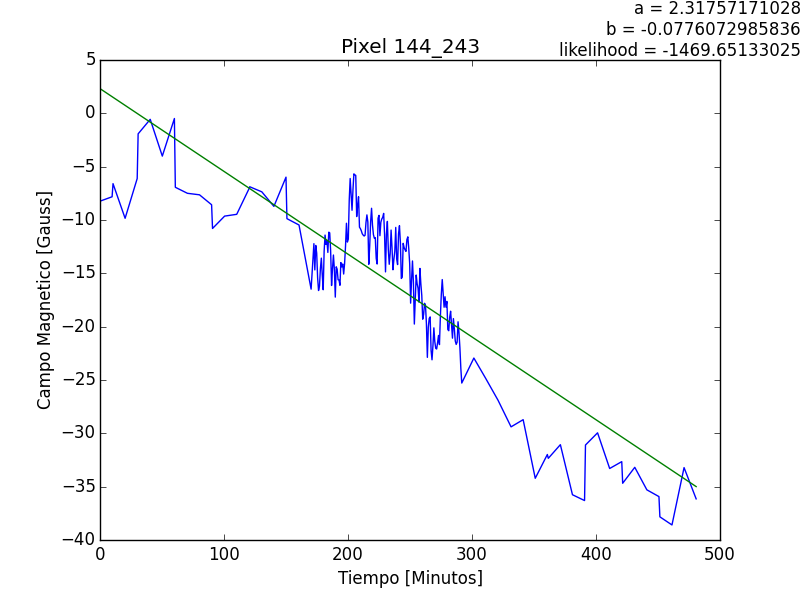 a = 2.31757171028
b = -0.0776072985836
likelihood = -1469.65133025
Pixel 144_243
5
0
−5
−10
−15
−20
−25
−30
−35
−40
Campo Magnetico [Gauss]
0 100 200 300 400 500
Tiempo [Minutos]